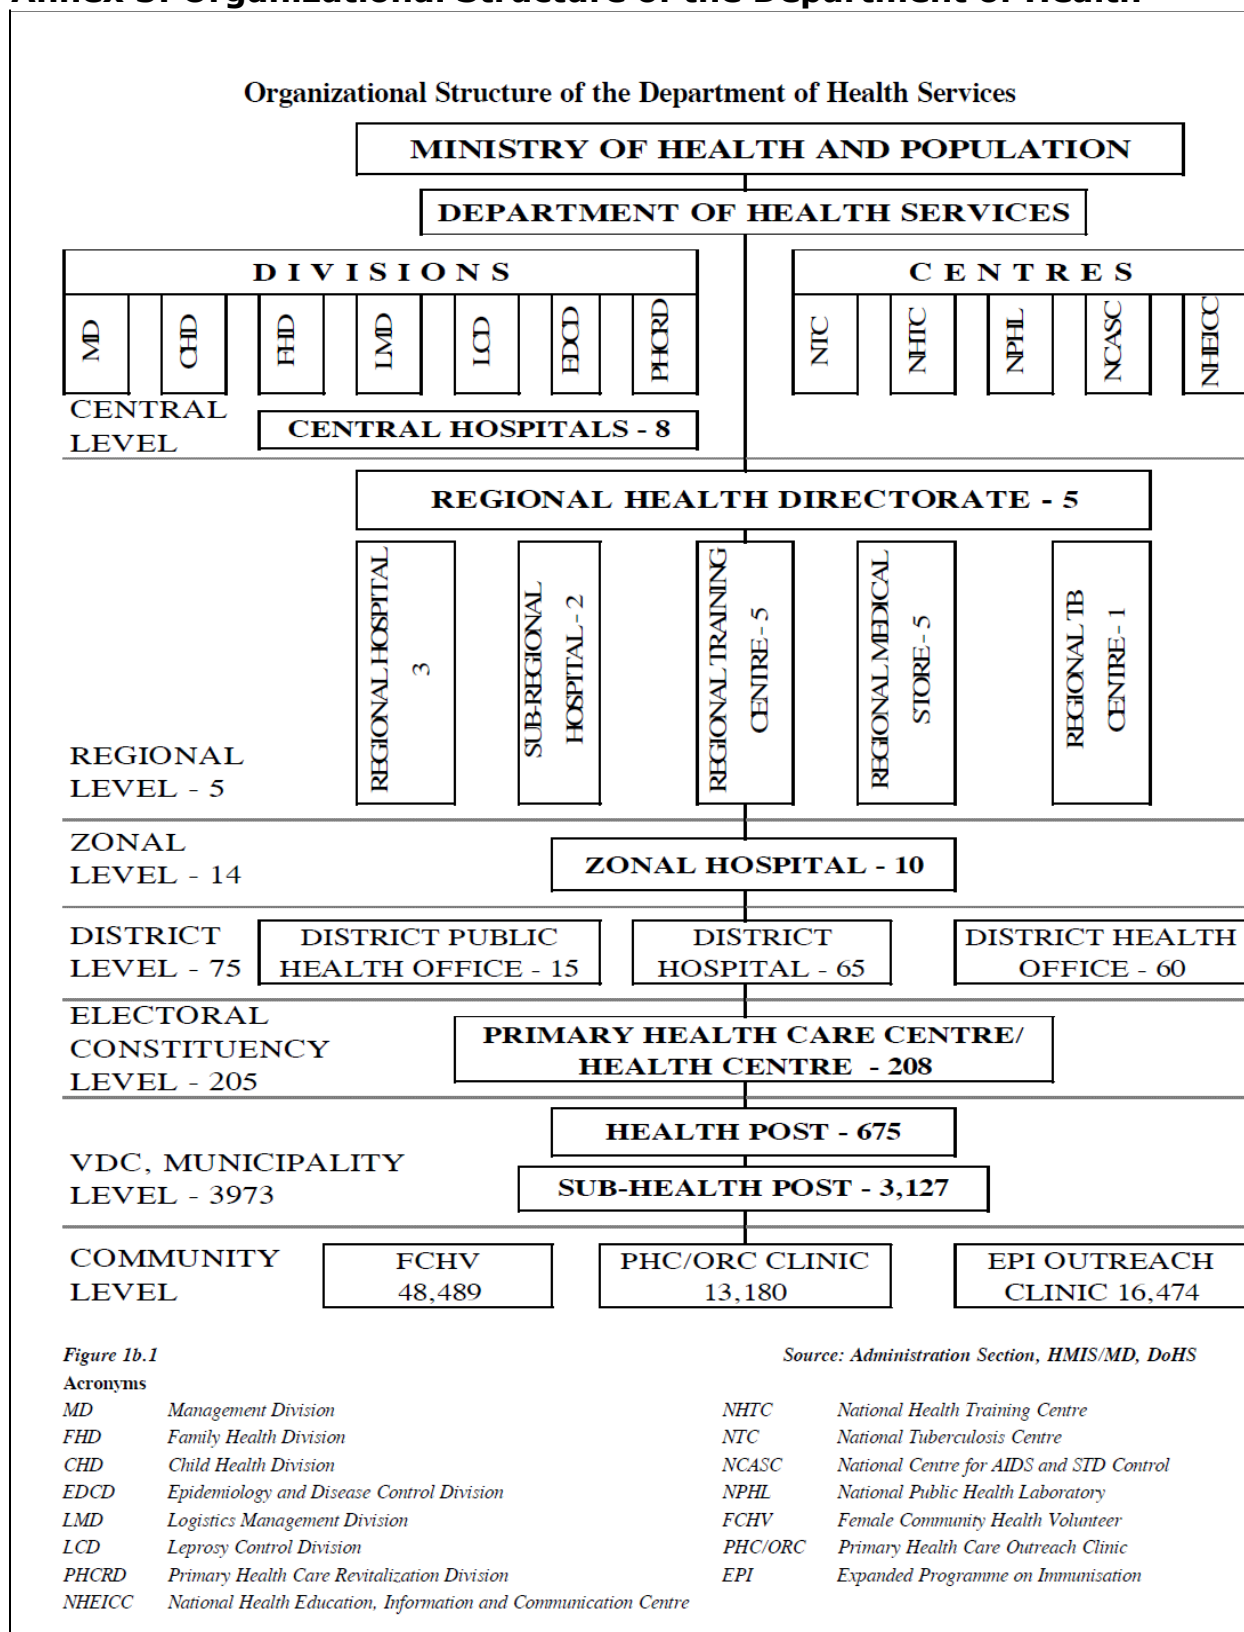 Annex 3: Organizational Structure of the Department of Health
Organizational Structure of the Department of Health Services
MINISTRY OF HEALTH AND POPULATION
DEPARTMENT OF HEALTH SERVICES
DIVISIONS
CENTRES
MD
CHD
FHD
LMD
LCD
EDCD
PHCRD
NTC
NHTC
NPHL
NCASC
NHEICC
CENTRAL
LEVEL
CENTRAL HOSPITALS - 8
REGIONAL HEALTH DIRECTORATE - 5
REGIONAL HOSPITAL
3
SUB-REGIONAL
HOSPITAL - 2
REGIONAL TRAINING
CENTRE - 5
REGIONAL MEDICAL
STORE - 5
REGIONAL TB
CENTRE - 1
REGIONAL
LEVEL - 5
ZONAL
LEVEL - 14
ZONAL HOSPITAL - 10
DISTRICT
LEVEL - 75
DISTRICT PUBLIC
HEALTH OFFICE - 15
DISTRICT
HOSPITAL - 65
DISTRICT HEALTH
OFFICE - 60
ELECTORAL
CONSTITUENCY
LEVEL - 205
PRIMARY HEALTH CARE CENTRE/
HEALTH CENTRE - 208
HEALTH POST - 675
VDC, MUNICIPALITY
LEVEL - 3973
SUB-HEALTH POST - 3,127
COMMUNITY
LEVEL
FCHV
48,489
PHC/ORC CLINIC
13,180
EPI OUTREACH
CLINIC 16,474
Figure 1b.1
Source: Administration Section, HMIS/MD, DoHS
Acronyms
MD Management Division
FHD Family Health Division
CHD Child Health Division
EDCD Epidemiology and Disease Control Division
LMD Logistics Management Division
LCD Leprosy Control Division
PHCRD Primary Health Care Revitalization Division
NHEICC National Health Education, Information and Communication Centre
NHTC National Health Training Centre
NTC National Tuberculosis Centre
NCASC National Centre for AIDS and STD Control
NPHL National Public Health Laboratory
FCHV Female Community Health Volunteer
PHC/ORC Primary Health Care Outreach Clinic
EPI Expanded Programme on Immunisation